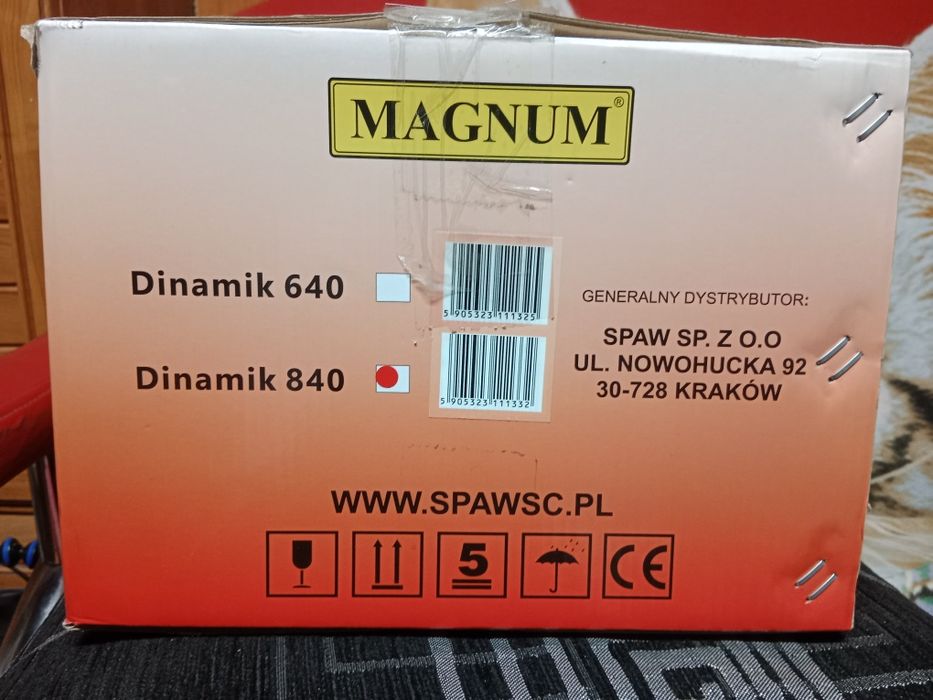 MAGNUM®
Dinamik 640
5 905323 111325
GENERALNY DYSTRYBUTOR:
SPAW SP. Z O.O
UL. NOWOHUCKA 92
30-728 KRAKÓW
Dinamik 840
5 905323 111332
WWW.SPAWSC.PL
5
CE